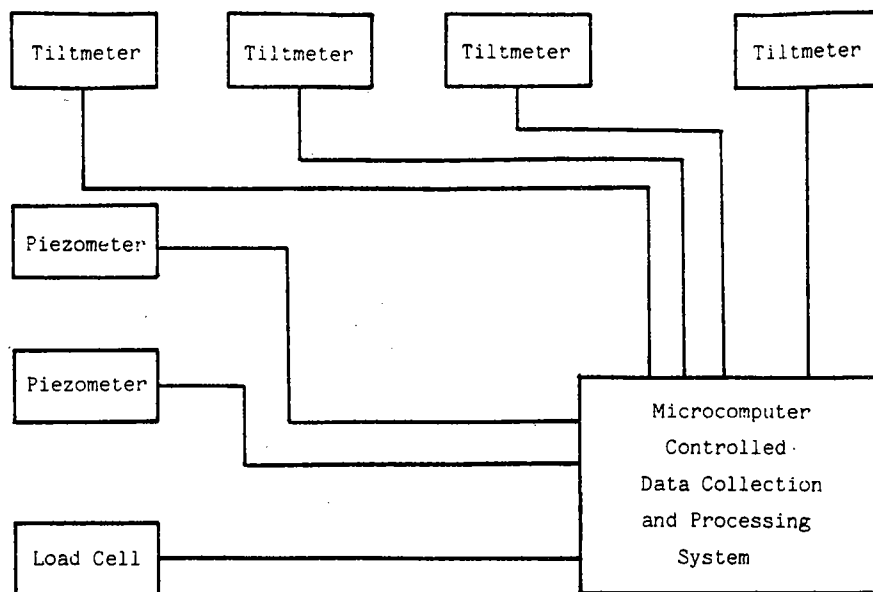 Tiltmeter
Tiltmeter
Tiltmeter
Tiltmeter
Piezometer
Piezometer
Load Cell
Microcomputer
Controlled
Data Collection
and Processing
System